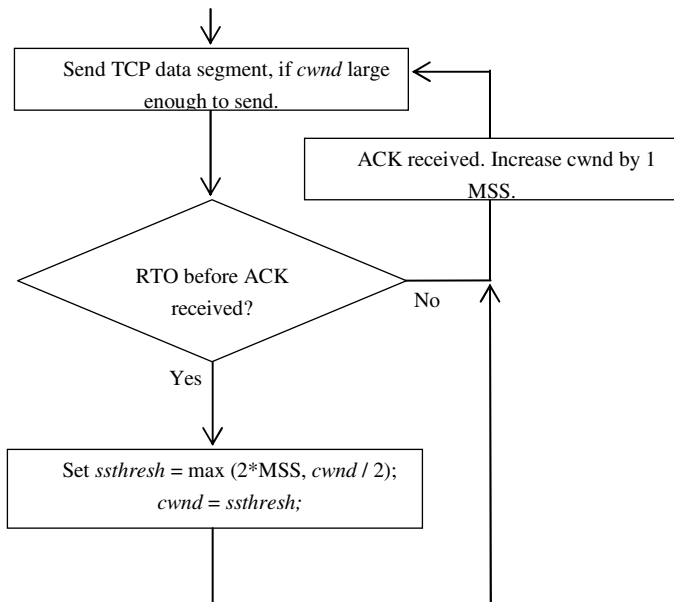 Send TCP data segment, if cwnd large
enough to send.
ACK received. Increase cwnd by 1
MSS.
RTO before ACK
received?
No
Yes
Set ssthresh = max (2*MSS, cwnd / 2);
cwnd = ssthresh;